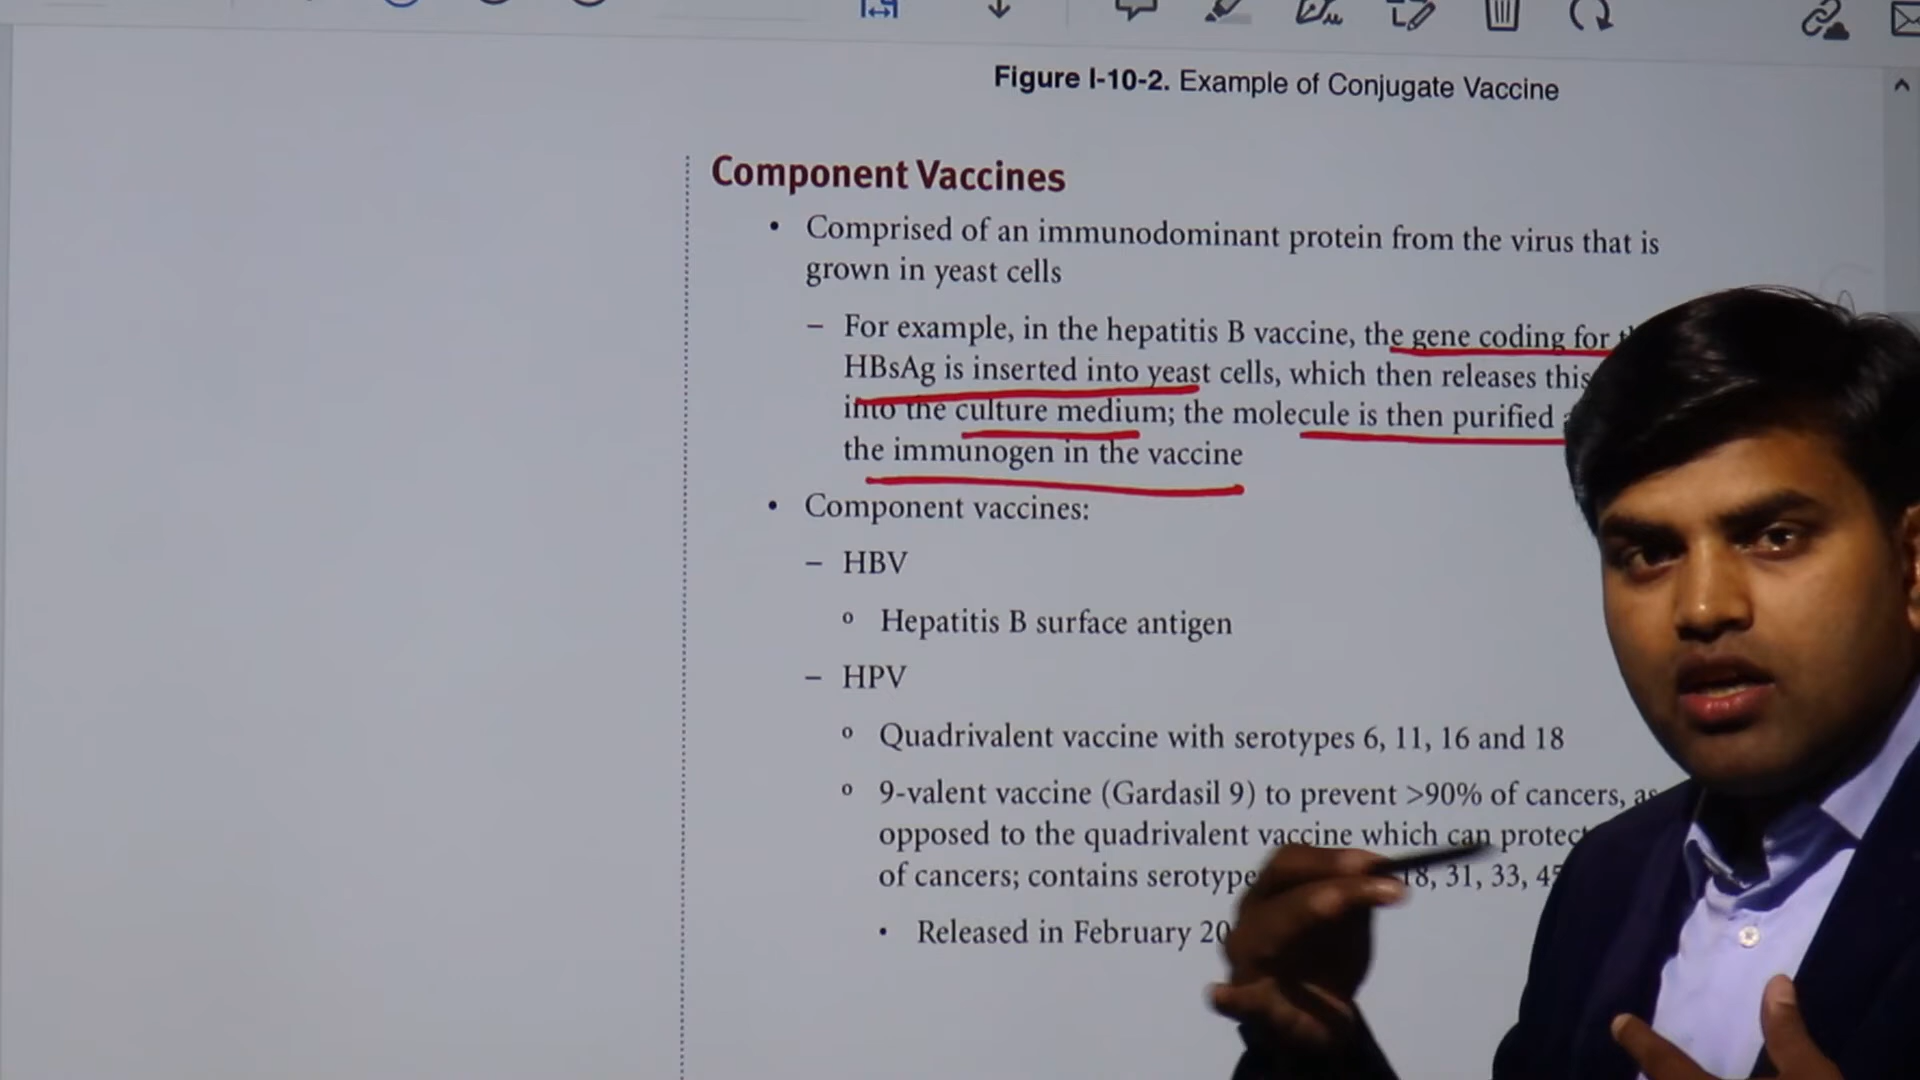 Figure I-10-2. Example of Conjugate Vaccine
Component Vaccines
• Comprised of an immunodominant protein from the virus that is
grown in yeast cells
– For example, in the hepatitis B vaccine, the gene coding for
HBsAg is inserted into yeast cells, which then releases this
into the culture medium; the molecule is then purified
the immunogen in the vaccine
• Component vaccines:
– HBV
o Hepatitis B surface antigen
– HPV
o Quadrivalent vaccine with serotypes 6, 11, 16 and 18
o 9-valent vaccine (Gardasil 9) to prevent >90% of cancers, as
opposed to the quadrivalent vaccine which can
of cancers; contains 18, 31, 33,
• Released in February